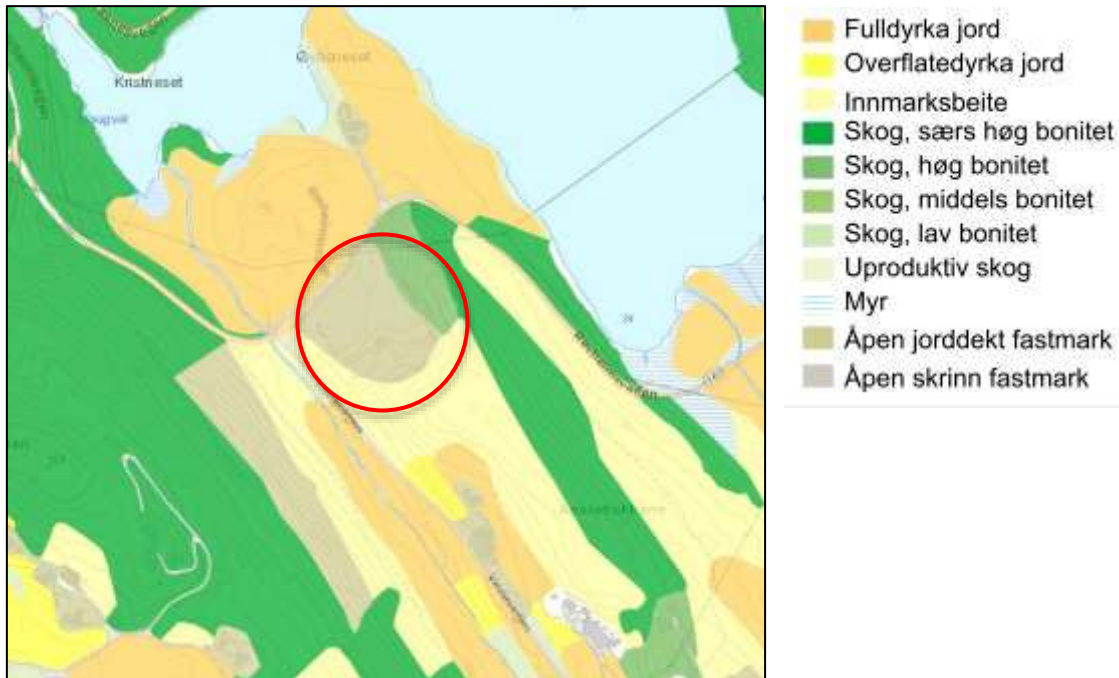 Kristneset
Fulldyrka jord
Overflatedyrka jord
Innmarksbeite
Skog, særs høg bonitet
Skog, høg bonitet
Skog, middels bonitet
Skog, lav bonitet
Uproduktiv skog
Myr
Åpen jorddekt fastmark
Åpen skrinn fastmark